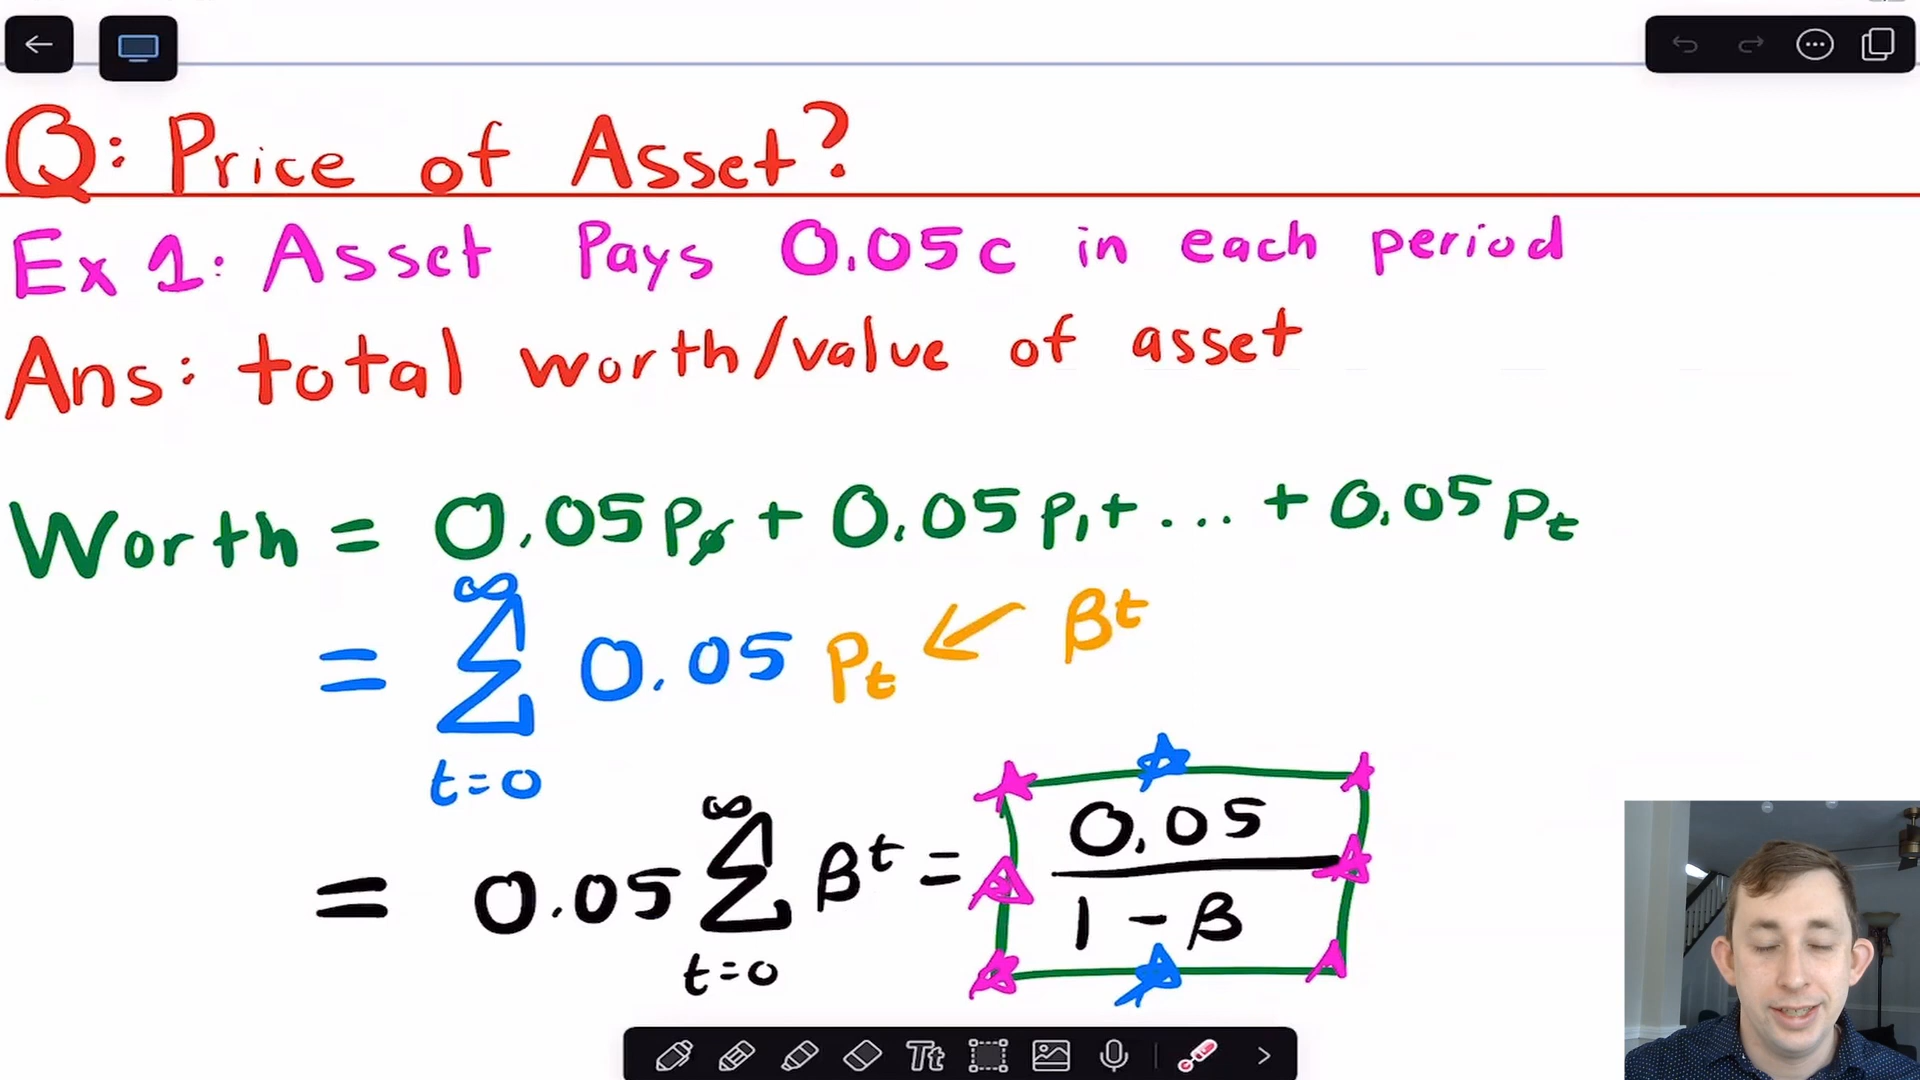 Q: Price of Asset?
Ex 1: Asset Pays 0.05c in each period
Ans: total worth/value of asset
Worth = 0.05p₀ + 0.05p₁ + ... + 0.05pₜ
= ∑ₜ₌₀^∞ 0.05 Pₜ ← βᵗ
= 0.05 ∑ₜ₌₀^∞ βᵗ = 0.05 / 1 - β
Tt